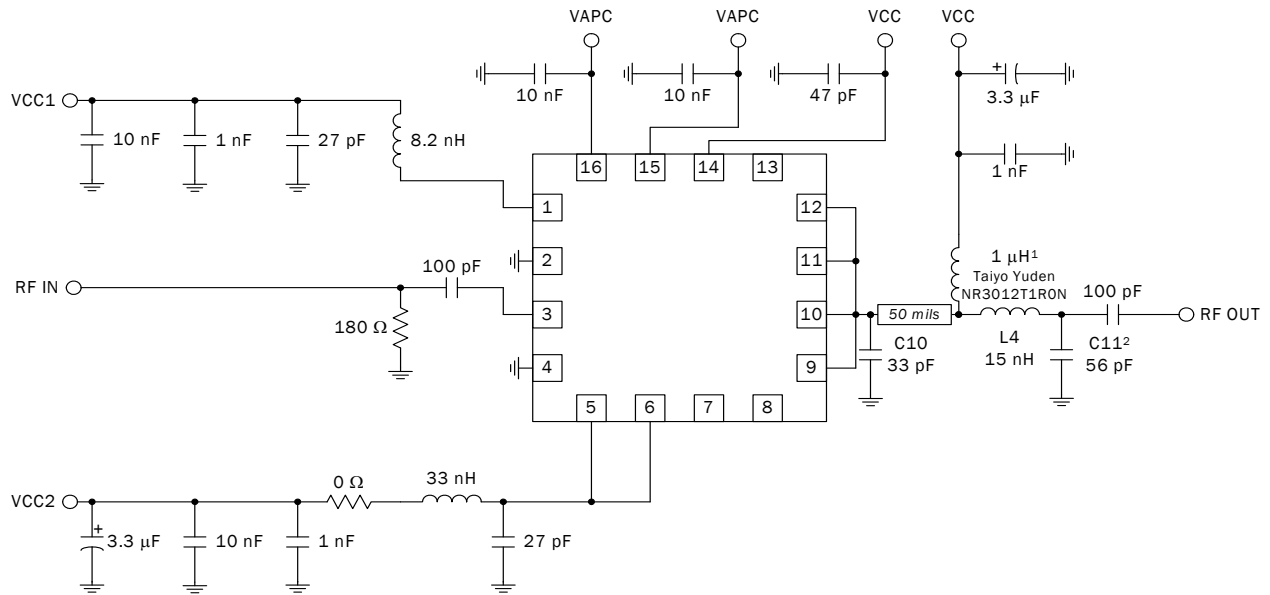 VAPC
VAPC
VCC
VCC
10 nF
10 nF
47 pF
+
3.3 µF
VCC1
10 nF
1 nF
27 pF
8.2 nH
1 nF
16
15
14
13
1
2
3
4
12
11
10
9
5
6
7
8
RF IN
100 pF
180 Ω
50 mils
1 µH¹
Taiyo Yuden
NR3012T1R0N
100 pF
RF OUT
C10
33 pF
L4
15 nH
C11²
56 pF
VCC2
0 Ω
33 nH
+
3.3 µF
10 nF
1 nF
27 pF